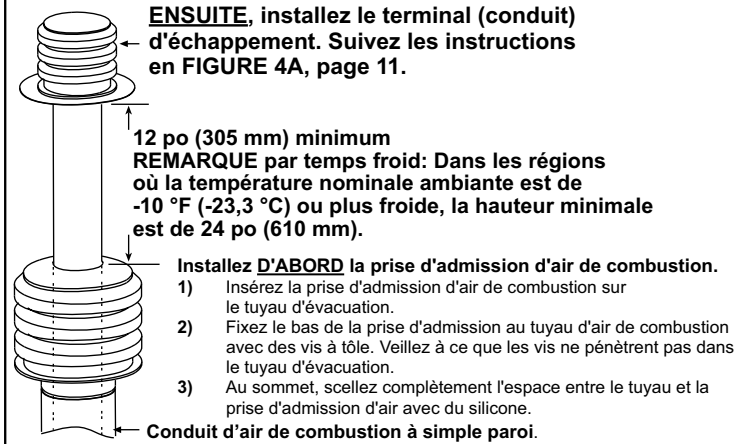 ENSUITE, installez le terminal (conduit)
d'échappement. Suivez les instructions
en FIGURE 4A, page 11.
12 po (305 mm) minimum
REMARQUE par temps froid: Dans les régions
où la température nominale ambiante est de
-10 °F (-23,3 °C) ou plus froide, la hauteur minimale
est de 24 po (610 mm).
Installez D'ABORD la prise d'admission d'air de combustion.
1) Insérez la prise d'admission d'air de combustion sur
le tuyau d'évacuation.
2) Fixez le bas de la prise d'admission au tuyau d'air de combustion
avec des vis à tôle. Veillez à ce que les vis ne pénètrent pas dans
le tuyau d'évacuation.
3) Au sommet, scellez complètement l'espace entre le tuyau et la
prise d'admission d'air avec du silicone.
Conduit d’air de combustion à simple paroi.